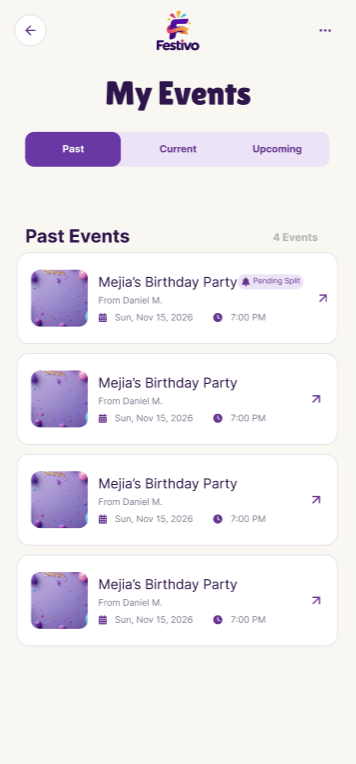 Festivo
My Events
Past Current Upcoming
Past Events 4 Events
Mejia's Birthday Party Pending Split
From Daniel M.
Sun, Nov 15, 2026 7:00 PM
Mejia's Birthday Party
From Daniel M.
Sun, Nov 15, 2026 7:00 PM
Mejia's Birthday Party
From Daniel M.
Sun, Nov 15, 2026 7:00 PM
Mejia's Birthday Party
From Daniel M.
Sun, Nov 15, 2026 7:00 PM